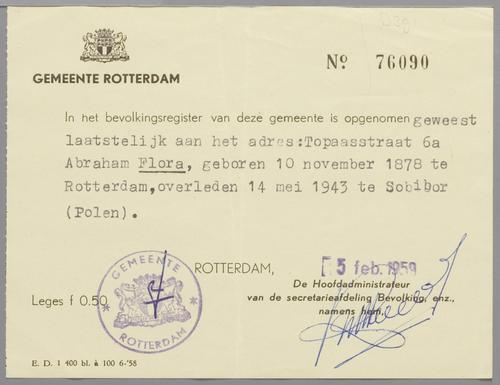 GEMEENTE ROTTERDAM
Nº 76090
In het bevolkingsregister van deze gemeente is opgenomen geweest
laatstelijk aan het adres:Topaasstraat 6a
Abraham Flora, geboren 10 november 1878 te
Rotterdam,overleden 14 mei 1943 te Sobibor
(Polen).
GEMEENTE
ROTTERDAM
ROTTERDAM, 5 feb. 1959
De Hoofdadministrateur
Leges f 0.50
van de secretarieafdeling Bevolking, enz.,
namens hem,
E. D. 1 400 bl. à 100 6-'58